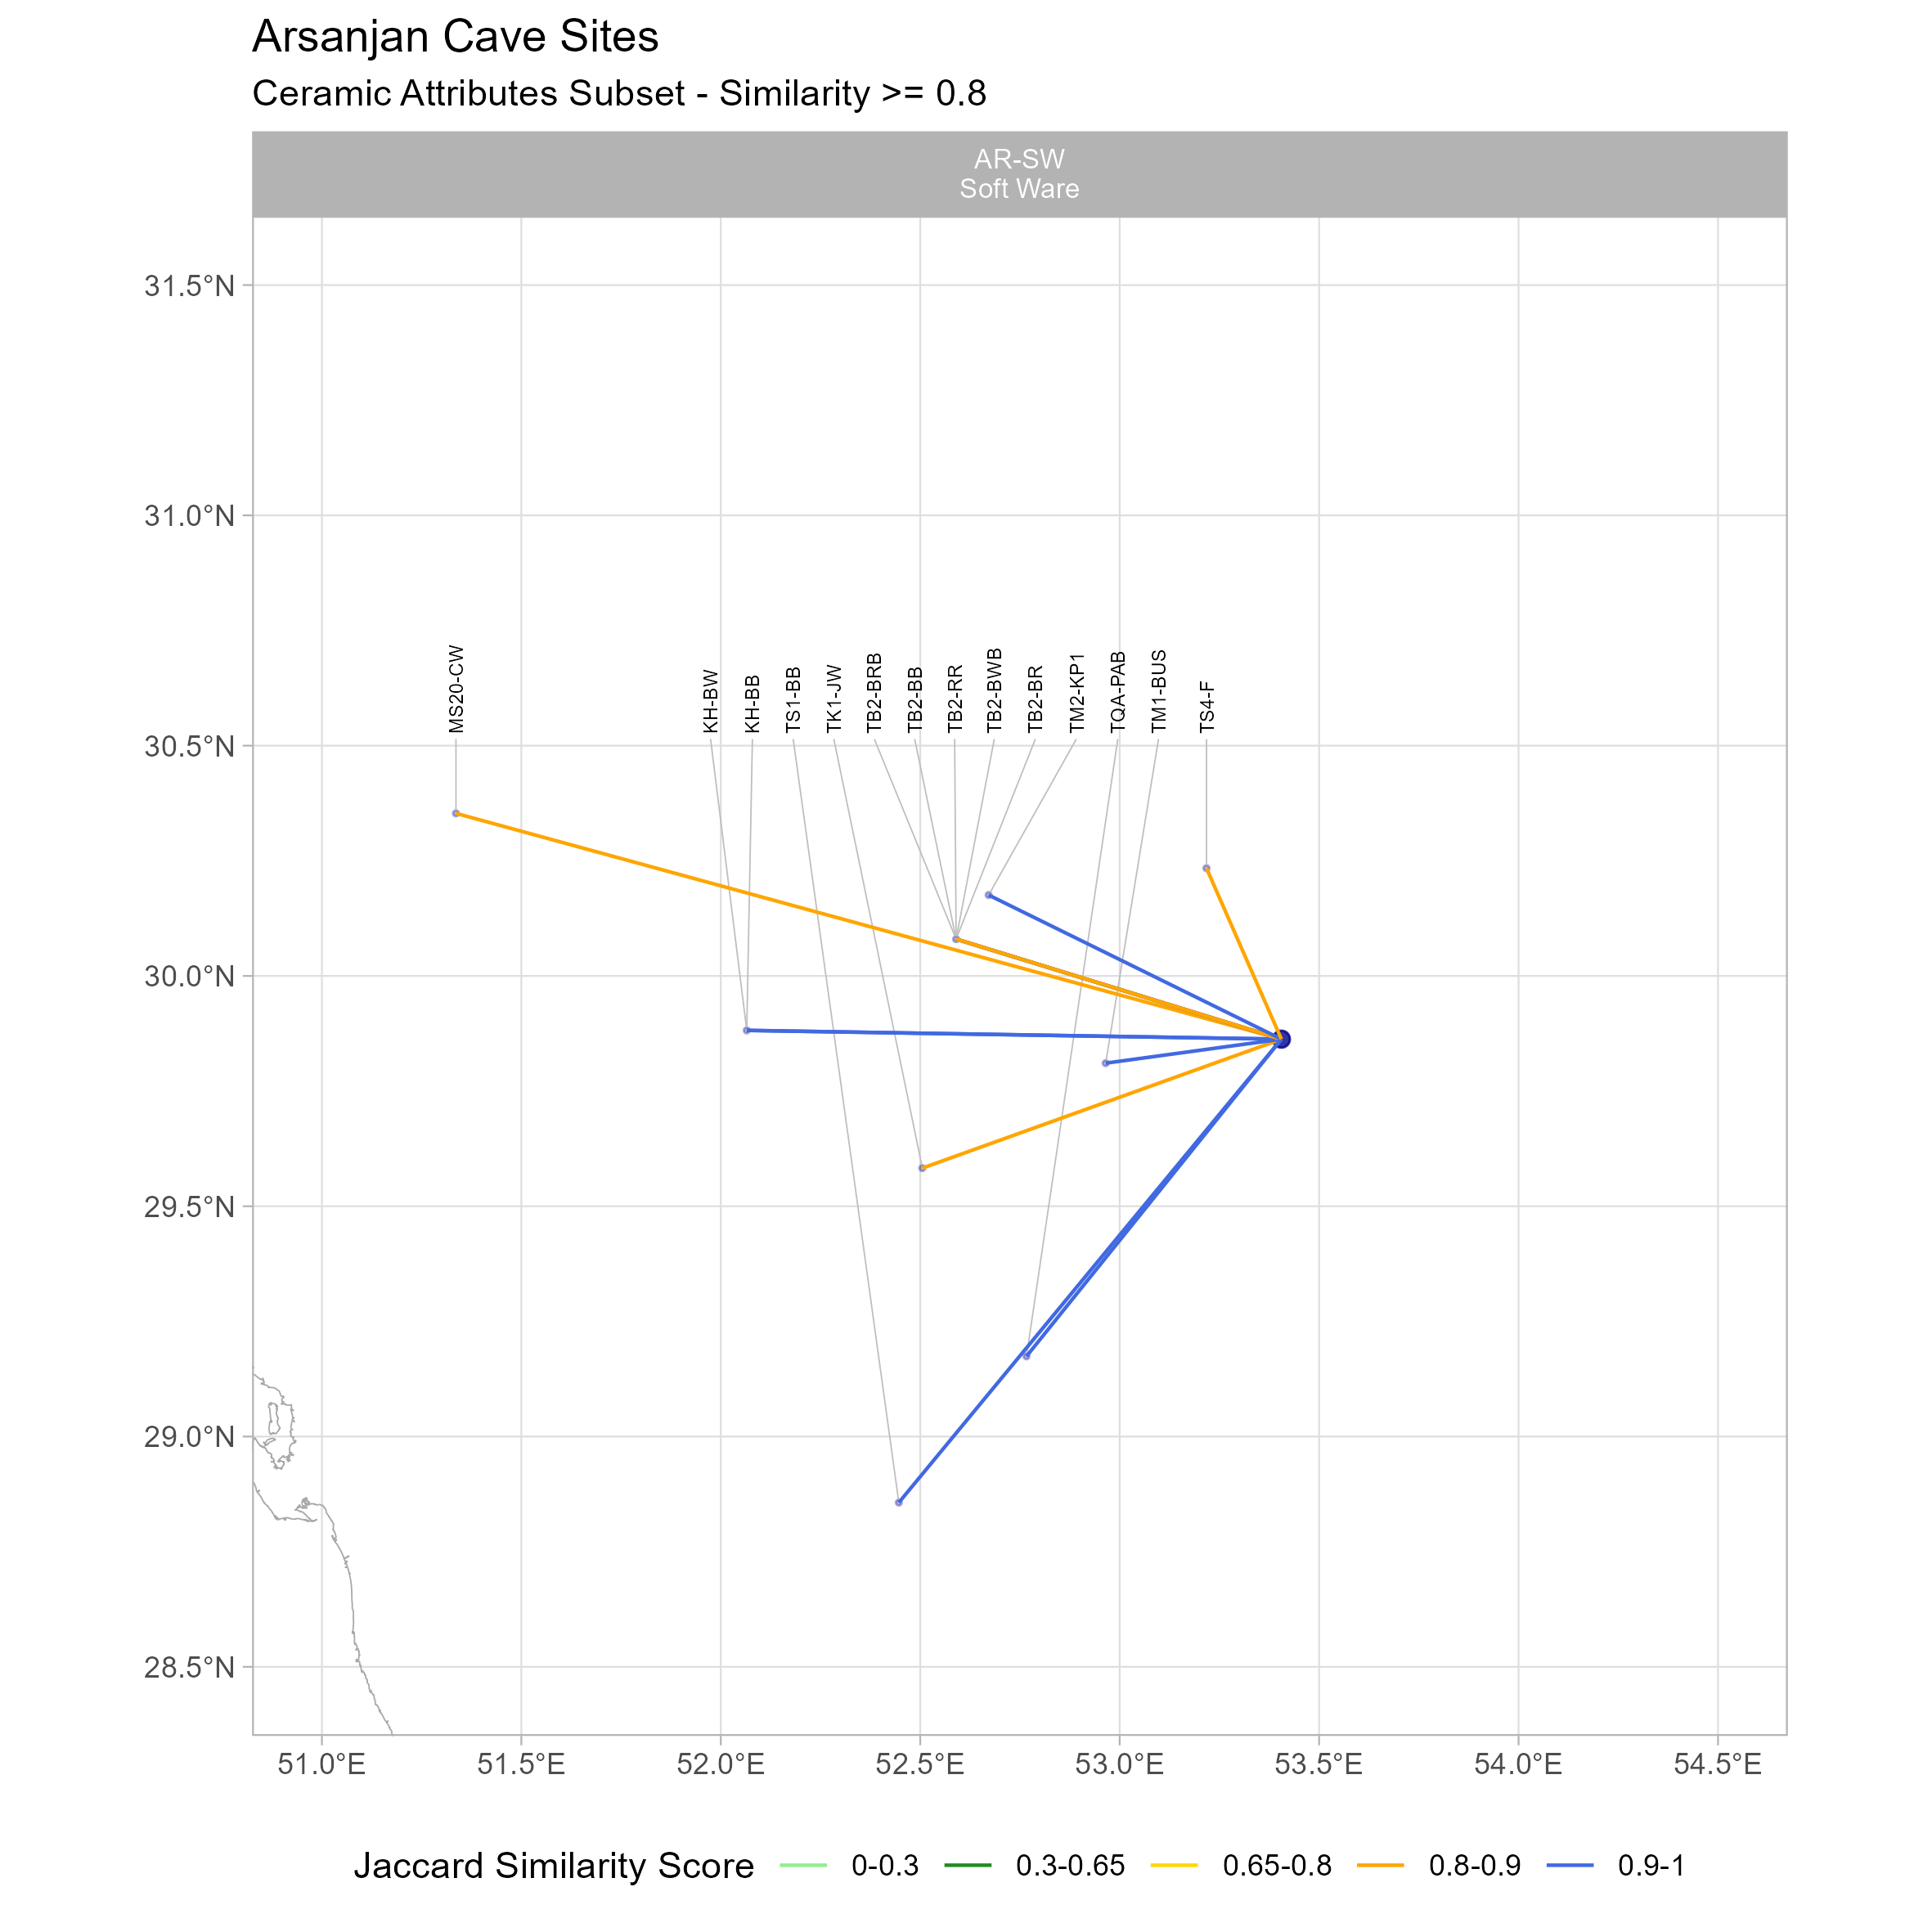 Arsanjan Cave Sites
Ceramic Attributes Subset - Similarity >= 0.8
AR-SW
Soft Ware
31.5°N
31.0°N
30.5°N
30.0°N
29.5°N
29.0°N
28.5°N
MS20-CW
KH-BW
KH-BB
TS1-BB
TK1-JW
TB2-BRB
TB2-BB
TB2-RR
TB2-BWB
TB2-BR
TM2-KP1
TQA-PAB
TM1-BUS
TS4-F
51.0°E 51.5°E 52.0°E 52.5°E 53.0°E 53.5°E 54.0°E 54.5°E
Jaccard Similarity Score 0-0.3 0.3-0.65 0.65-0.8 0.8-0.9 0.9-1